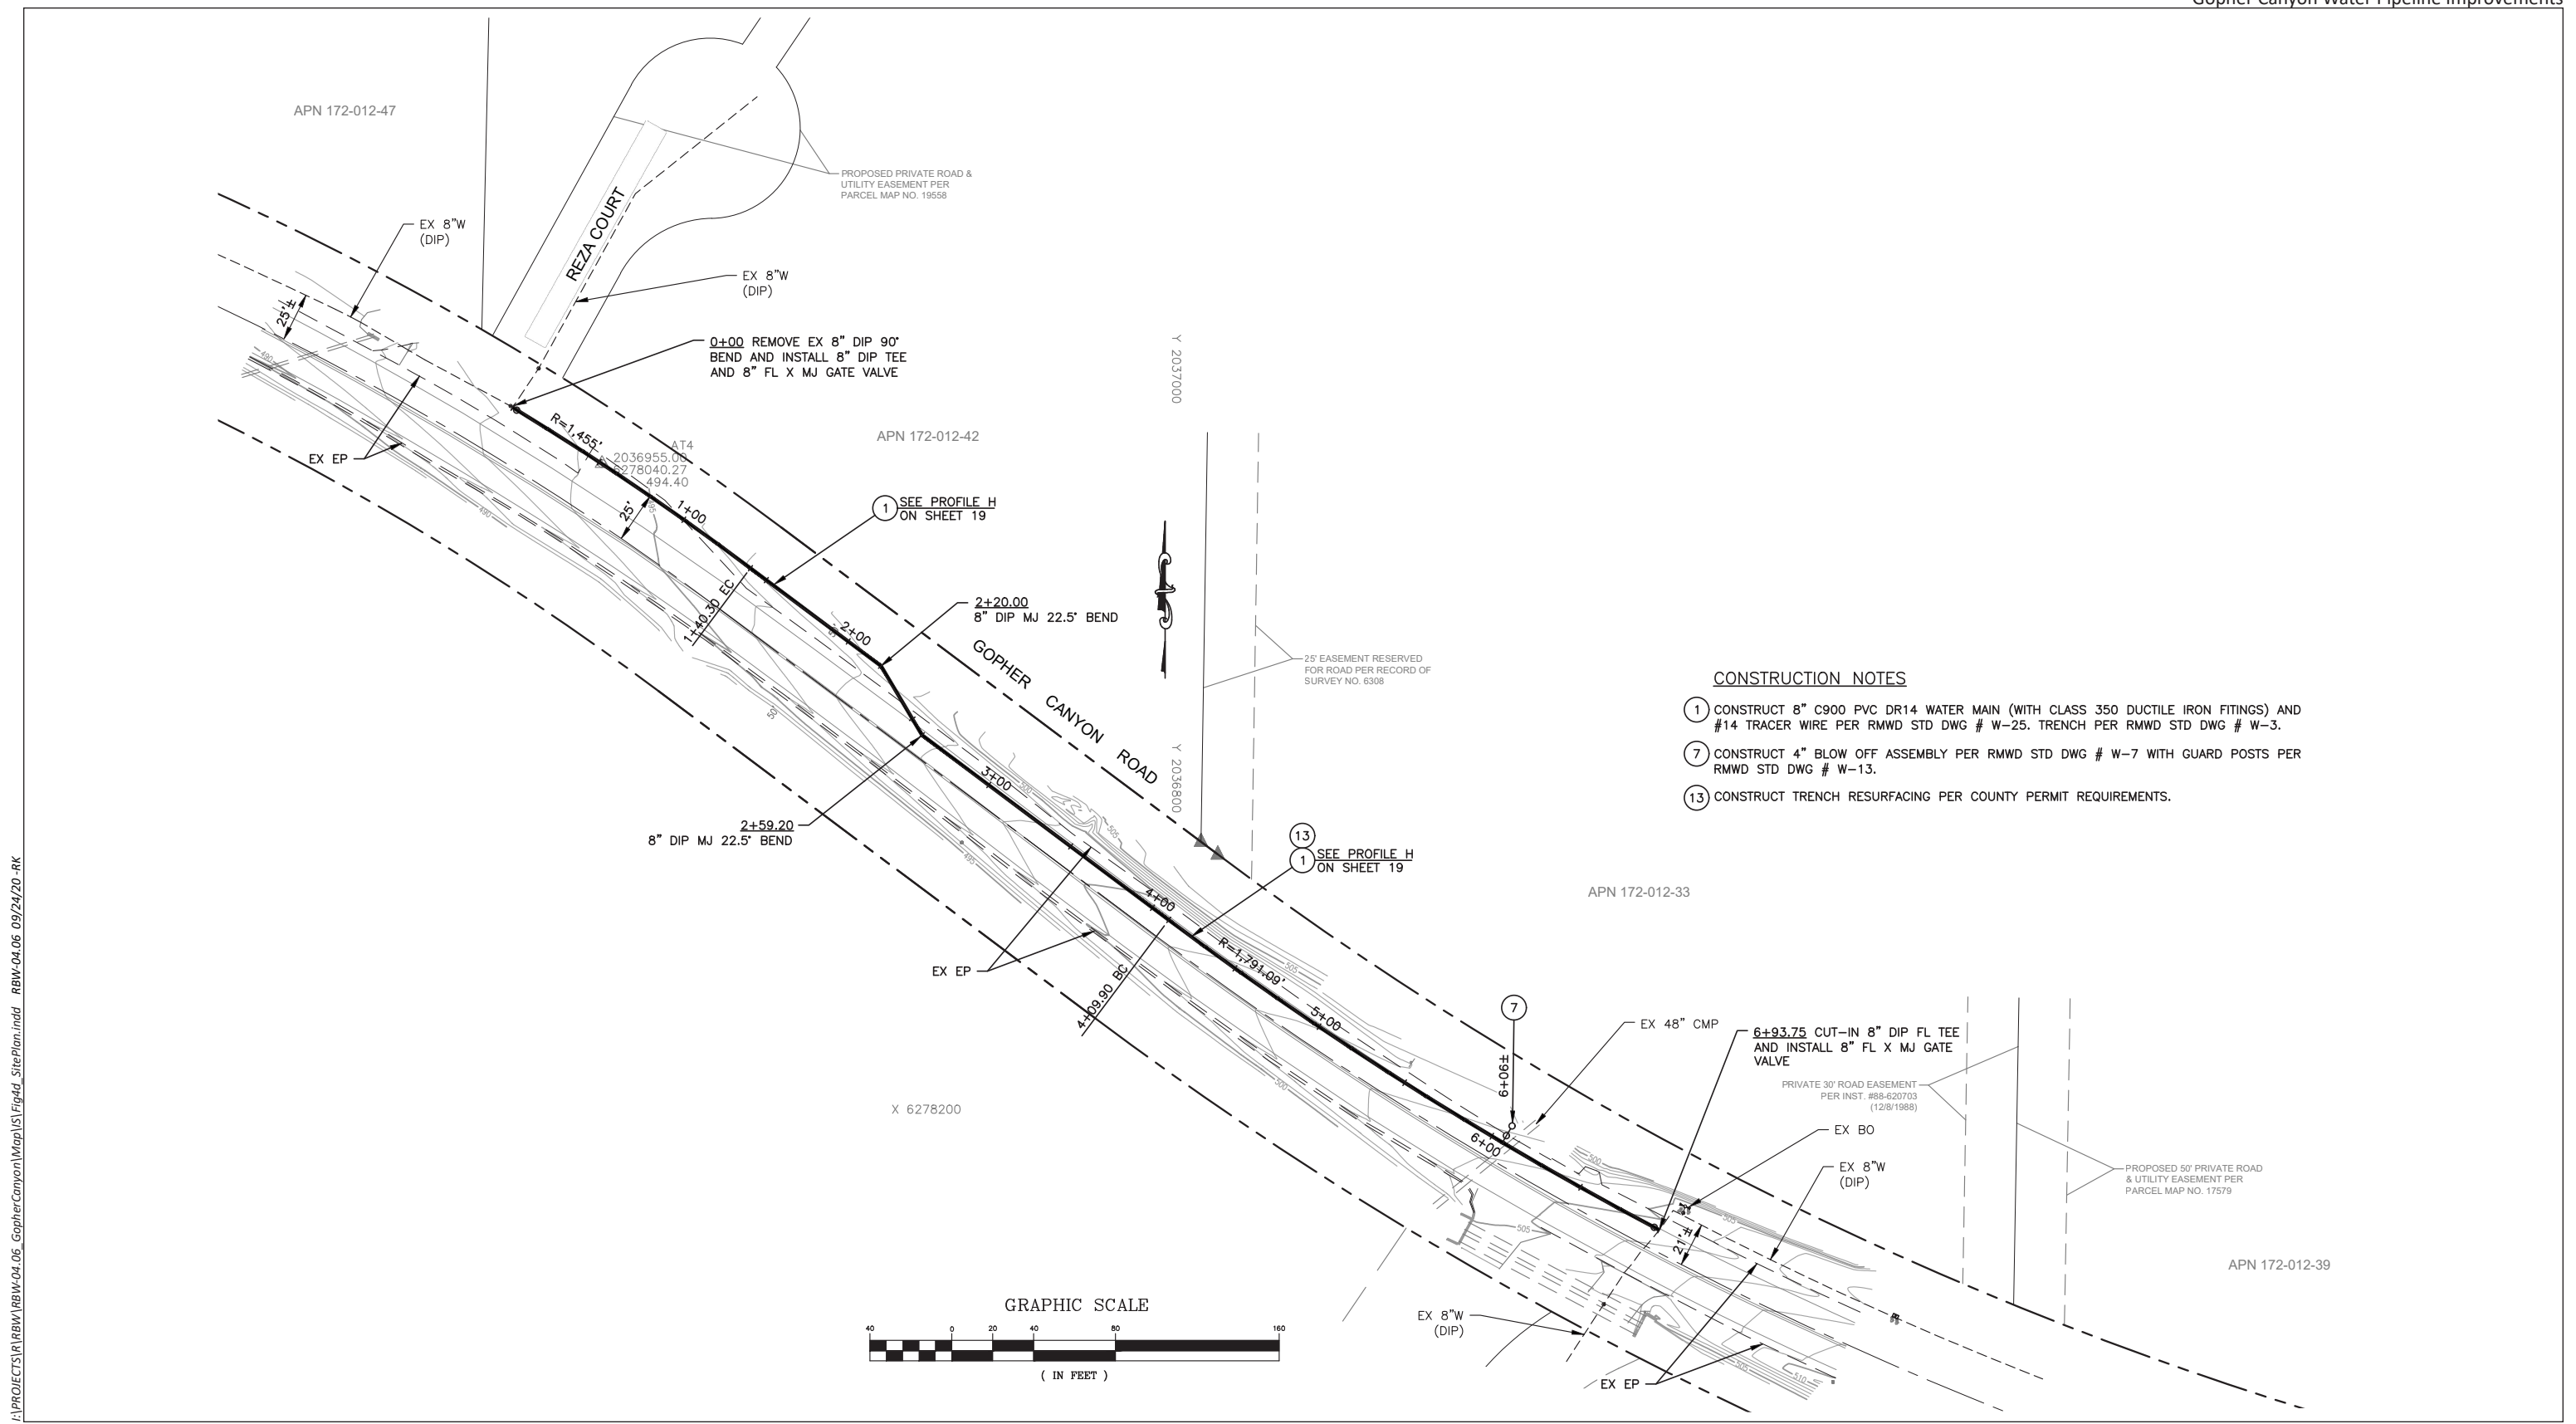 Gopher Canyon Water Pipeline Improvements
APN 172-012-47
PROPOSED PRIVATE ROAD &
UTILITY EASEMENT PER
PARCEL MAP NO. 19558
REZA COURT
EX 8"W
(DIP)
EX 8"W
(DIP)
25'±
490
0+00 REMOVE EX 8" DIP 90°
BEND AND INSTALL 8" DIP TEE
AND 8" FL X MJ GATE VALVE
Y 2037000
R=1,455'
APN 172-012-42
AT4
2036955.00
6278040.27
494.40
EX EP
490
25'
1+00
1 SEE PROFILE H
ON SHEET 19
1+40.30 EC
2+00
2+20.00
8" DIP MJ 22.5° BEND
GOPHER CANYON ROAD
25' EASEMENT RESERVED
FOR ROAD PER RECORD OF
SURVEY NO. 6308
CONSTRUCTION NOTES
1 CONSTRUCT 8" C900 PVC DR14 WATER MAIN (WITH CLASS 350 DUCTILE IRON FITINGS) AND
#14 TRACER WIRE PER RMWD STD DWG # W-25. TRENCH PER RMWD STD DWG # W-3.
7 CONSTRUCT 4" BLOW OFF ASSEMBLY PER RMWD STD DWG # W-7 WITH GUARD POSTS PER
RMWD STD DWG # W-13.
13 CONSTRUCT TRENCH RESURFACING PER COUNTY PERMIT REQUIREMENTS.
Y 2036800
3+00
500
505
2+59.20
8" DIP MJ 22.5° BEND
495
13
1 SEE PROFILE H
ON SHEET 19
APN 172-012-33
4+00
EX EP
4+09.90 BC
R=1,791.09'
505
5+00
500
7
6+06±
EX 48" CMP
6+93.75 CUT-IN 8" DIP FL TEE
AND INSTALL 8" FL X MJ GATE
VALVE
PRIVATE 30' ROAD EASEMENT
PER INST. #88-620703
(12/8/1988)
X 6278200
6+00
500
EX BO
EX 8"W
(DIP)
PROPOSED 50' PRIVATE ROAD
& UTILITY EASEMENT PER
PARCEL MAP NO. 17579
505
505
21'±
APN 172-012-39
EX 8"W
(DIP)
505
510
EX EP
GRAPHIC SCALE
40 0 20 40 80 160
( IN FEET )
I:\PROJECTS\R\RBW\RBW-04.06_GopherCanyon\Map\IS\Fig4d_SitePlan.indd RBW-04.06 09/24/20 -RK